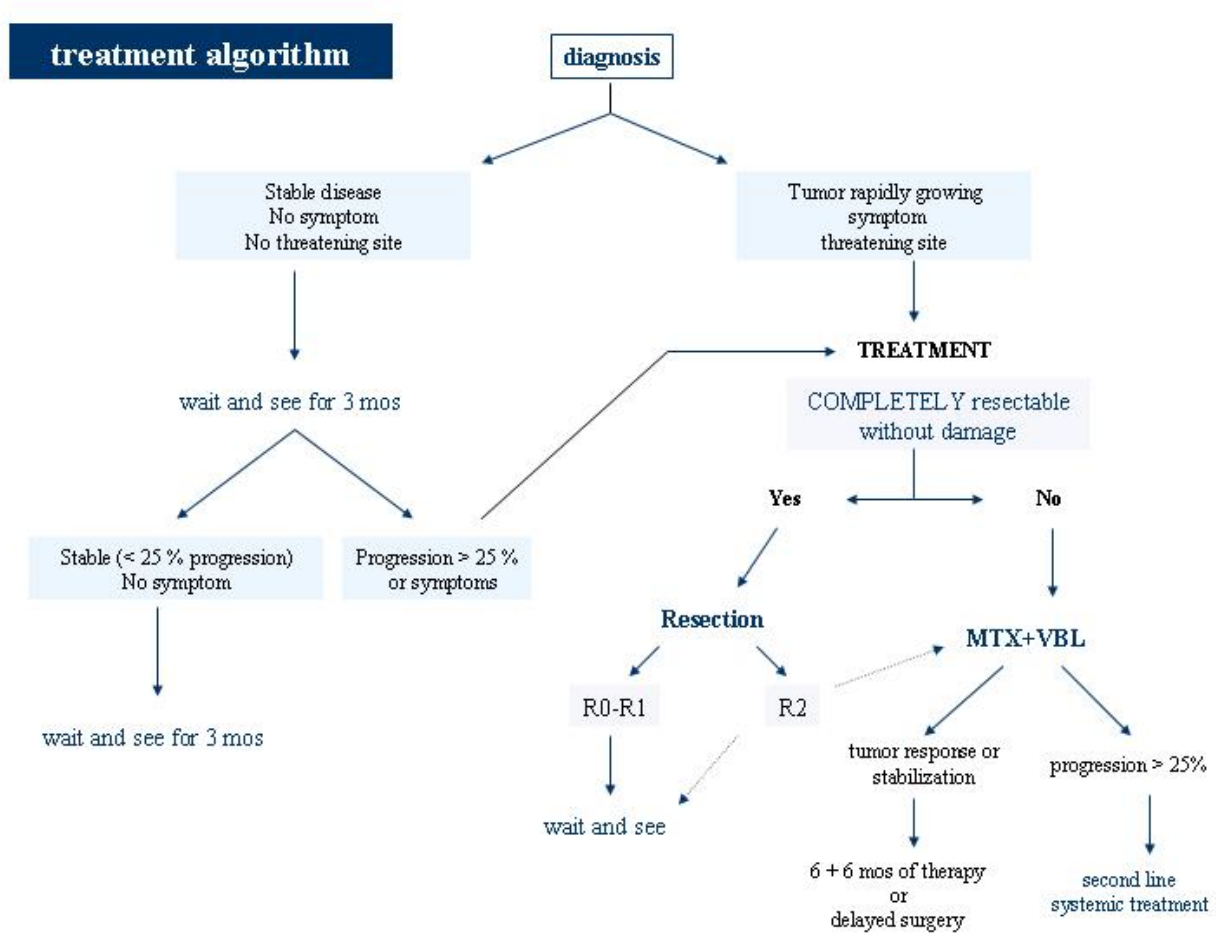 treatment algorithm
diagnosis
Stable disease
No symptom
No threatening site
Tumor rapidly growing
symptom
threatening site
TREATMENT
wait and see for 3 mos
COMPLETELY resectable
without damage
Yes
No
Stable (< 25 % progression)
No symptom
Progression > 25 %
or symptoms
Resection
MTX+VBL
R0-R1
R2
wait and see for 3 mos
tumor response or
stabilization
progression > 25%
wait and see
6 + 6 mos of therapy
or
delayed surgery
second line
systemic treatment